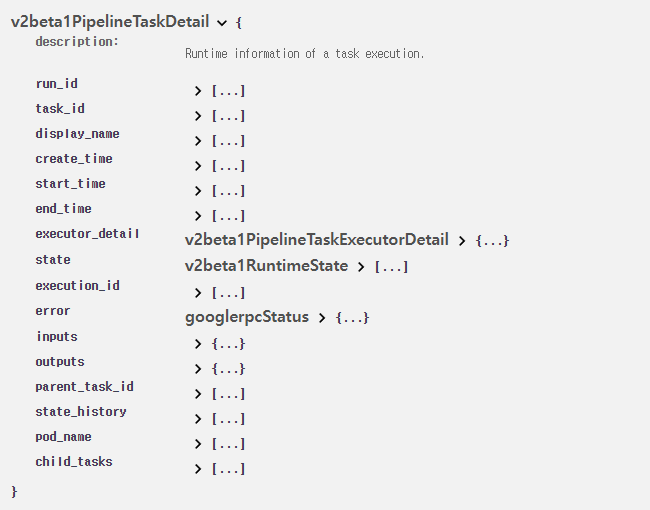 v2beta1PipelineTaskDetail {
description:
Runtime information of a task execution.
run_id [...]
task_id [...]
display_name [...]
create_time [...]
start_time [...]
end_time [...]
executor_detail v2beta1PipelineTaskExecutorDetail {...}
state v2beta1RuntimeState [...]
execution_id [...]
error googlerpcStatus {...}
inputs {...}
outputs {...}
parent_task_id [...]
state_history [...]
pod_name [...]
child_tasks [...]
}